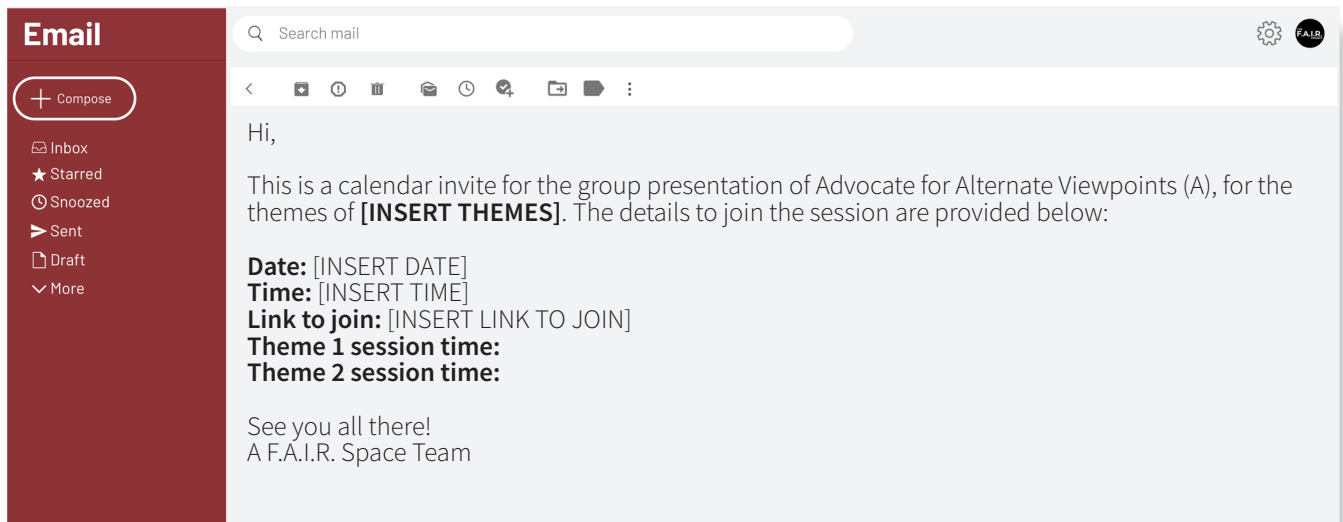 Email
Search mail
F.A.I.R.
Compose
Inbox
Starred
Snoozed
Sent
Draft
More
Hi,
This is a calendar invite for the group presentation of Advocate for Alternate Viewpoints (A), for the
themes of [INSERT THEMES]. The details to join the session are provided below:
Date: [INSERT DATE]
Time: [INSERT TIME]
Link to join: [INSERT LINK TO JOIN]
Theme 1 session time:
Theme 2 session time:
See you all there!
A F.A.I.R. Space Team